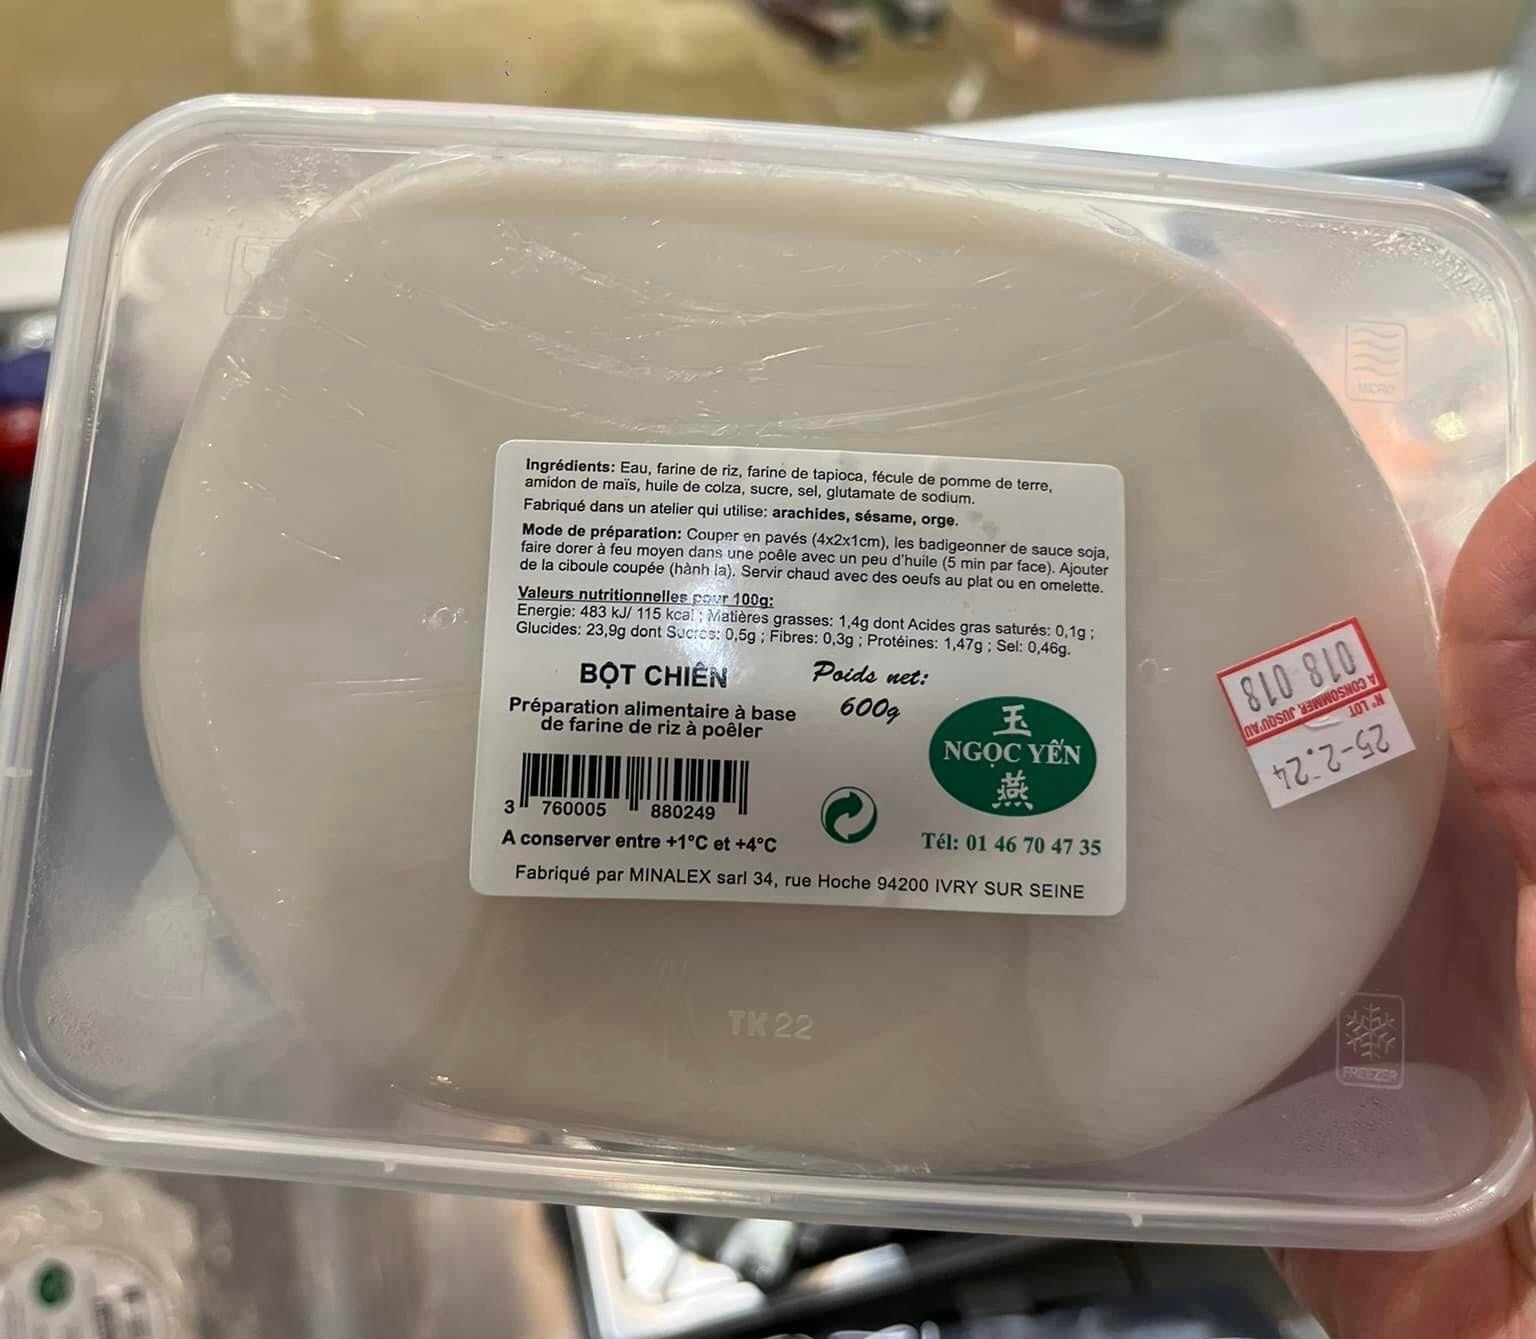 Ingrédients: Eau, farine de riz, farine de tapioca, fécule de pomme de terre,
amidon de maïs, huile de colza, sucre, sel, glutamate de sodium.
Fabriqué dans un atelier qui utilise: arachides, sésame, orge.
Mode de préparation: Couper en pavés (4x2x1cm), les badigeonner de sauce soja,
faire dorer à feu moyen dans une poêle avec un peu d'huile (5 min par face). Ajouter
de la ciboule coupée (hành la). Servir chaud avec des oeufs au plat ou en omelette.
Valeurs nutritionnelles pour 100g:
Energie: 483 kJ/ 115 kcal ; Matières grasses: 1,4g dont Acides gras saturés: 0,1g ;
Glucides: 23,9g dont Sucres: 0,5g ; Fibres: 0,3g ; Protéines: 1,47g ; Sel: 0,46g.
BỘT CHIÊN
Poids net:
600g
Préparation alimentaire à base
de farine de riz à poêler
玉
NGỌC YẾN
燕
3 760005 880249
A conserver entre +1°C et +4°C
Tél: 01 46 70 47 35
Fabriqué par MINALEX sarl 34, rue Hoche 94200 IVRY SUR SEINE
25-2.24
N° LOT
A CONSOMMER JUSQU'AU
018 018
MICRO
TK 22
FREEZER